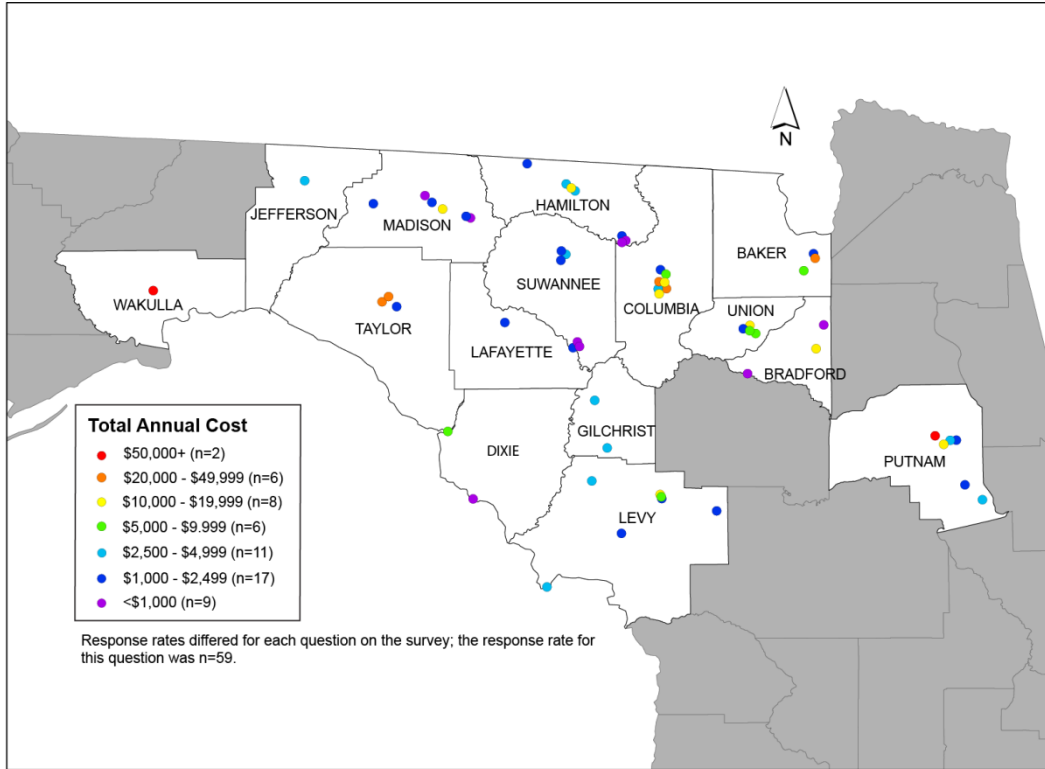 N
JEFFERSON
MADISON
HAMILTON
BAKER
SUWANNEE
WAKULLA
COLUMBIA
UNION
TAYLOR
LAFAYETTE
BRADFORD
GILCHRIST
DIXIE
PUTNAM
LEVY
Total Annual Cost
$50,000+ (n=2)
$20,000 - $49,999 (n=6)
$10,000 - $19,999 (n=8)
$5,000 - $9.999 (n=6)
$2,500 - $4,999 (n=11)
$1,000 - $2,499 (n=17)
<$1,000 (n=9)
Response rates differed for each question on the survey; the response rate for
this question was n=59.